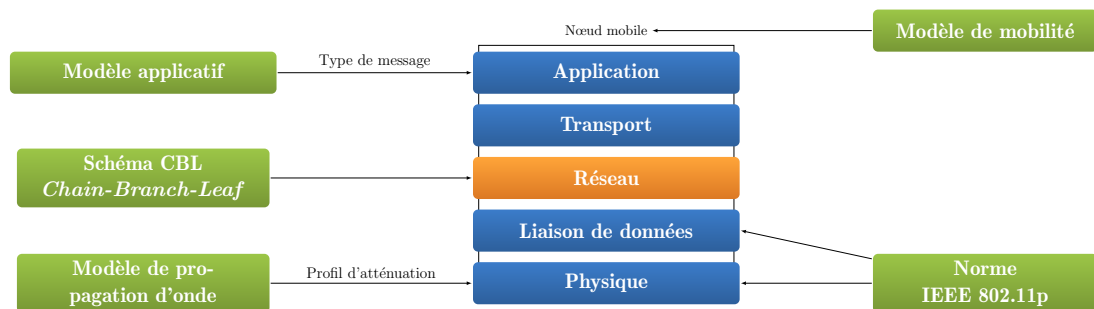 Nœud mobile
Modèle de mobilité
Modèle applicatif
Type de message
Application
Transport
Schéma CBL
Chain-Branch-Leaf
Réseau
Liaison de données
Modèle de pro-
pagation d'onde
Profil d'atténuation
Physique
Norme
IEEE 802.11p